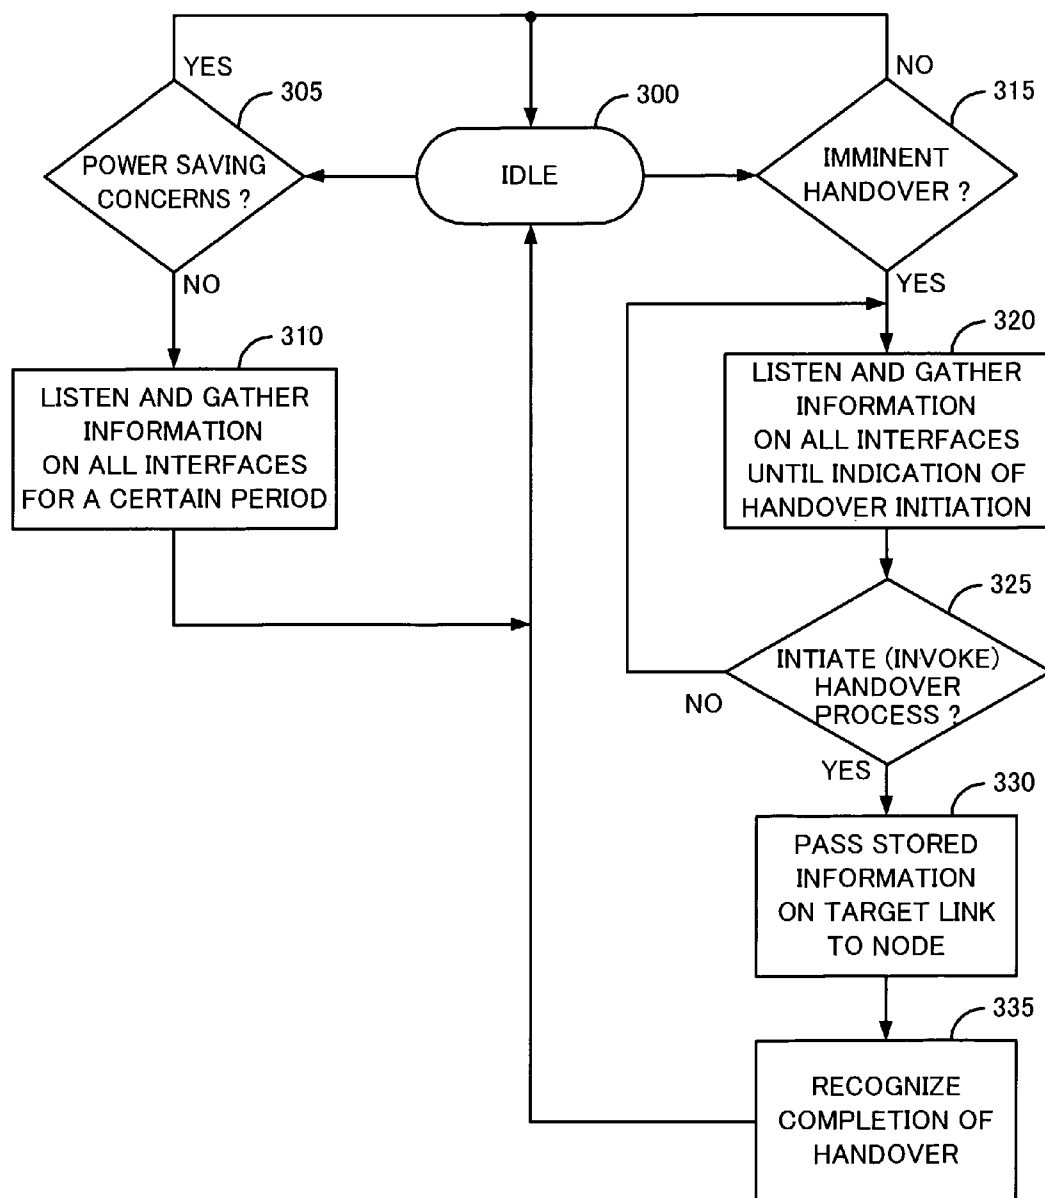 YES
305
POWER SAVING
CONCERNS ?
NO
310
LISTEN AND GATHER
INFORMATION
ON ALL INTERFACES
FOR A CERTAIN PERIOD
300
IDLE
NO
315
IMMINENT
HANDOVER ?
YES
320
LISTEN AND GATHER
INFORMATION
ON ALL INTERFACES
UNTIL INDICATION OF
HANDOVER INITIATION
325
INTIATE (INVOKE)
HANDOVER
PROCESS ?
NO
YES
330
PASS STORED
INFORMATION
ON TARGET LINK
TO NODE
335
RECOGNIZE
COMPLETION OF
HANDOVER